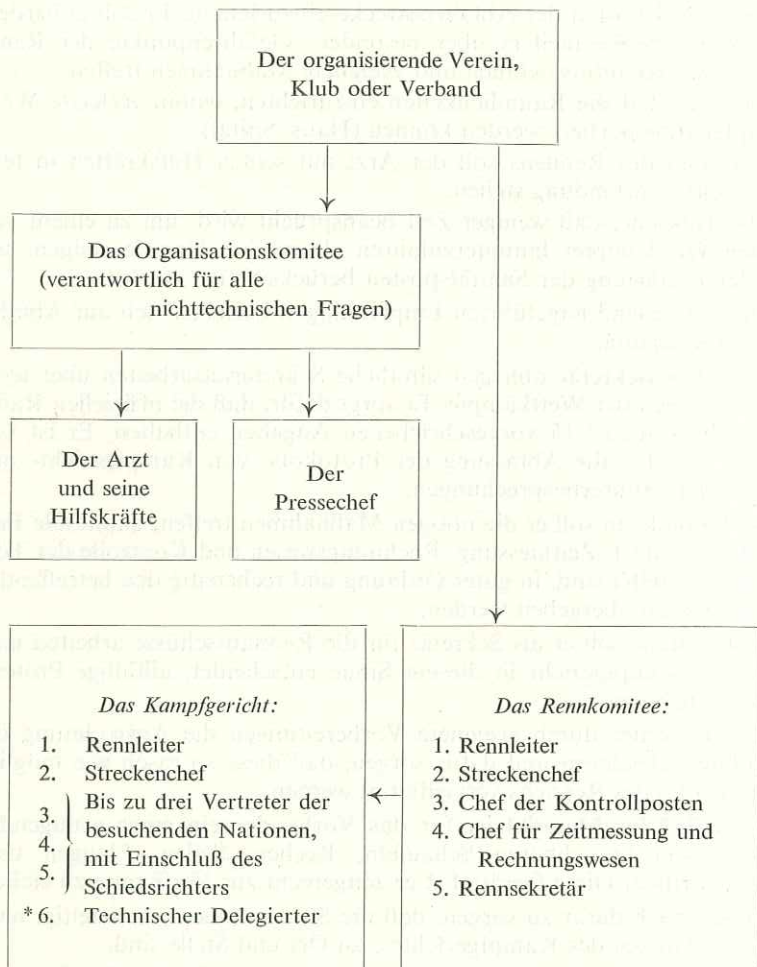 Der organisierende Verein,
Klub oder Verband
Das Organisationskomitee
(verantwortlich für alle
nichttechnischen Fragen)
Der Arzt
und seine
Hilfskräfte
Der
Pressechef
Das Kampfgericht:
1. Rennleiter
2. Streckenchef
3. Bis zu drei Vertreter der
besuchenden Nationen,
4. mit Einschluß des
5. Schiedsrichters
* 6. Technischer Delegierter
Das Rennkomitee:
1. Rennleiter
2. Streckenchef
3. Chef der Kontrollposten
4. Chef für Zeitmessung und
Rechnungswesen
5. Rennsekretär